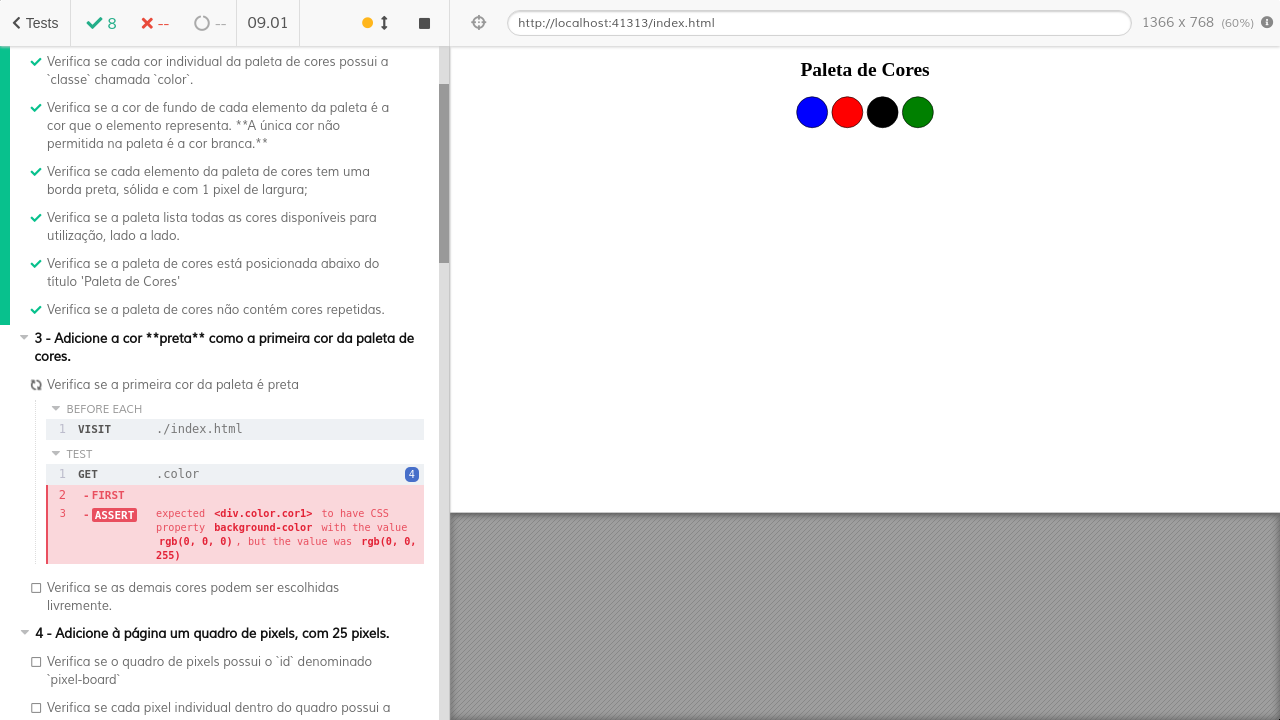 Tests
8
--
--
09.01
http://localhost:41313/index.html
1366 x 768 (60%)
Verifica se cada cor individual da paleta de cores possui a
`classe` chamada `color`.
Verifica se a cor de fundo de cada elemento da paleta é a
cor que o elemento representa. **A única cor não
permitida na paleta é a cor branca.**
Verifica se cada elemento da paleta de cores tem uma
borda preta, sólida e com 1 pixel de largura;
Verifica se a paleta lista todas as cores disponíveis para
utilização, lado a lado.
Verifica se a paleta de cores está posicionada abaixo do
título 'Paleta de Cores'
Verifica se a paleta de cores não contém cores repetidas.
3 - Adicione a cor **preta** como a primeira cor da paleta de
cores.
Verifica se a primeira cor da paleta é preta
BEFORE EACH
1 VISIT ./index.html
TEST
1 GET .color 4
2 - FIRST
3 - ASSERT expected <div.color.cor1> to have CSS
property background-color with the value
rgb(0, 0, 0), but the value was rgb(0, 0,
255)
Verifica se as demais cores podem ser escolhidas
livremente.
4 - Adicione à página um quadro de pixels, com 25 pixels.
Verifica se o quadro de pixels possui o `id` denominado
`pixel-board`
Verifica se cada pixel individual dentro do quadro possui a
Paleta de Cores